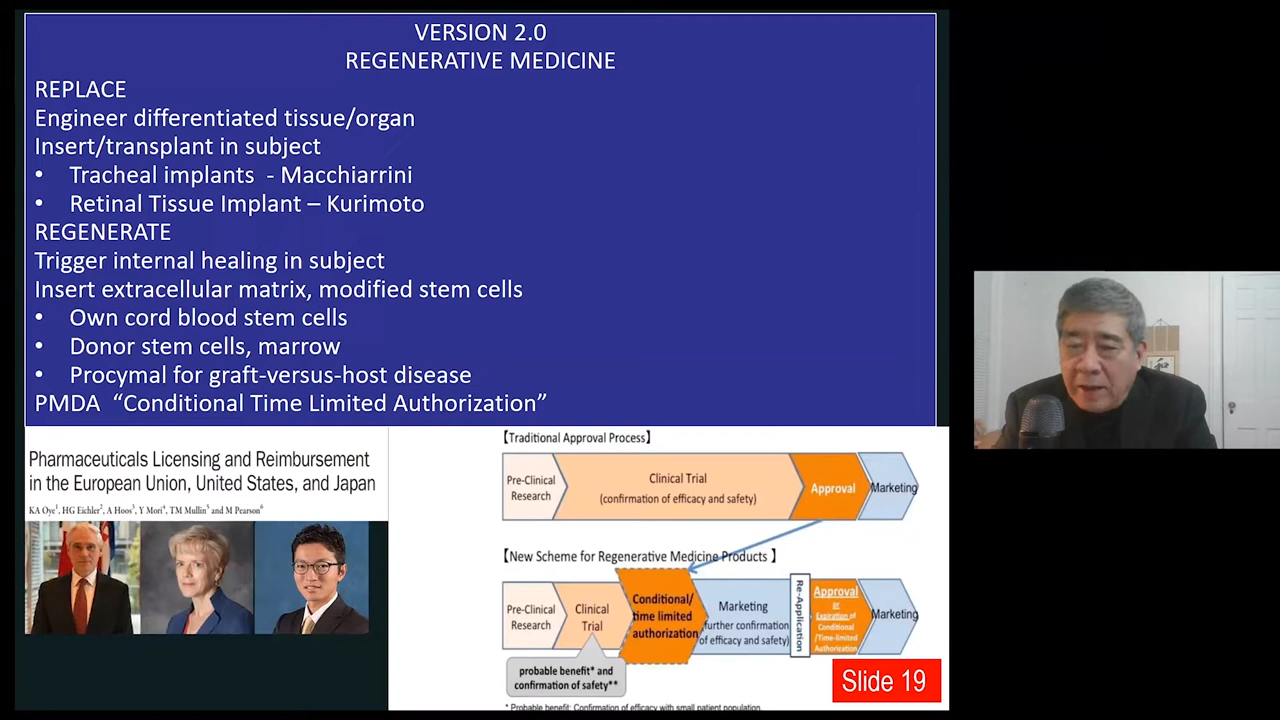 VERSION 2.0
REGENERATIVE MEDICINE
REPLACE
Engineer differentiated tissue/organ
Insert/transplant in subject
• Tracheal implants - Macchiarrini
• Retinal Tissue Implant – Kurimoto
REGENERATE
Trigger internal healing in subject
Insert extracellular matrix, modified stem cells
• Own cord blood stem cells
• Donor stem cells, marrow
• Procymal for graft-versus-host disease
PMDA “Conditional Time Limited Authorization”
Pharmaceuticals Licensing and Reimbursement
in the European Union, United States, and Japan
KA Oye1, HG Eichler2, A Hoos3, Y Mori4, TM Mullin5 and M Pearson6
【Traditional Approval Process】
Pre-Clinical
Research
Clinical Trial
(confirmation of efficacy and safety)
Approval
Marketing
【New Scheme for Regenerative Medicine Products 】
Pre-Clinical
Research
Clinical
Trial
Conditional/
time limited
authorization
Marketing
(further confirmation
of efficacy and safety)
Re-Application
Approval
or
Expiration of
Conditional
/Time-limited
Authorization
Marketing
probable benefit* and
confirmation of safety**
* Probable benefit: Confirmation of efficacy with small patient population.
Slide 19